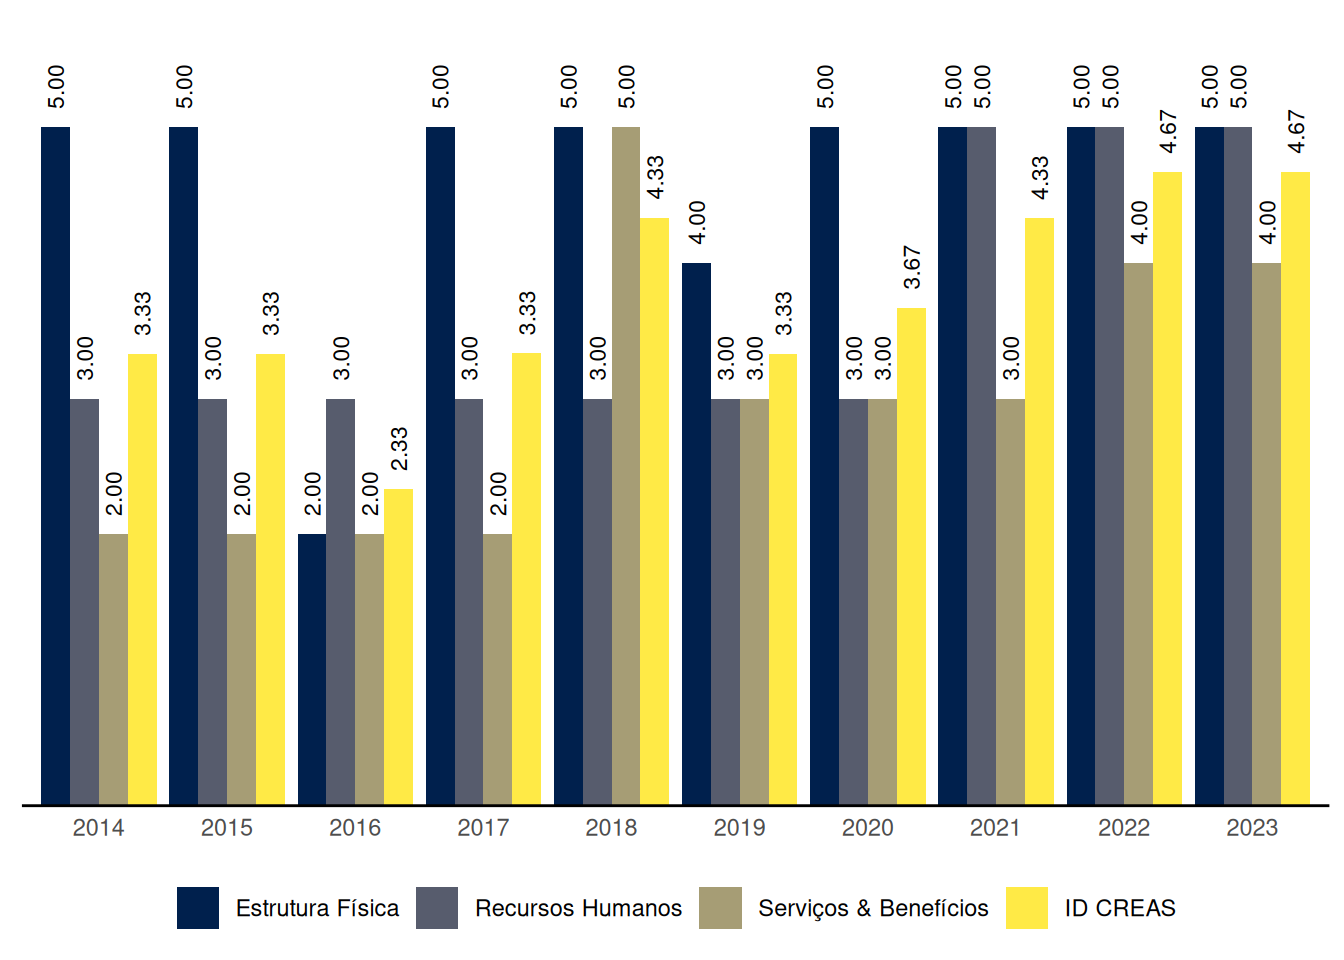 5.00 3.00 2.00 3.33
5.00 3.00 2.00 3.33
2.00 3.00 2.00 2.33
5.00 3.00 2.00 3.33
5.00 3.00 5.00 4.33
4.00 3.00 3.00 3.33
5.00 3.00 3.00 3.67
5.00 5.00 3.00 4.33
5.00 5.00 4.00 4.67
5.00 5.00 4.00 4.67
2014 2015 2016 2017 2018 2019 2020 2021 2022 2023
Estrutura Física Recursos Humanos Serviços & Benefícios ID CREAS